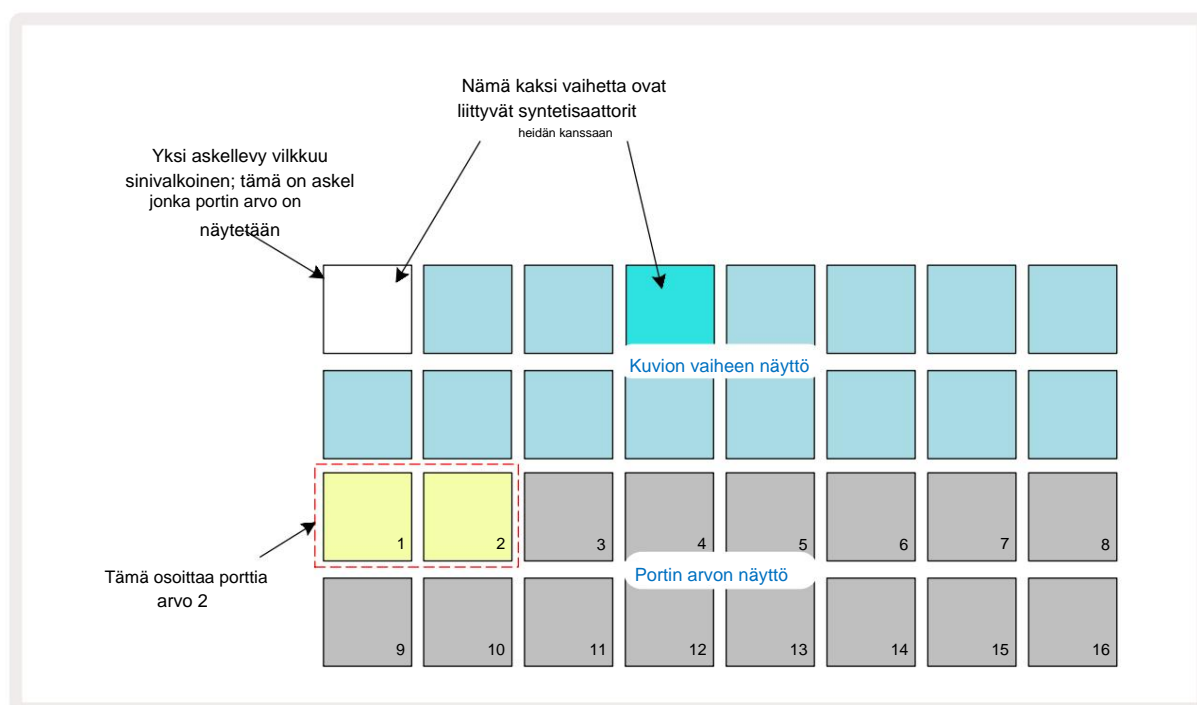 Nämä kaksi vaihetta ovat
liittyvät syntetisaattorit
heidän kanssaan
Yksi askellevy vilkkuu
sinivalkoinen; tämä on askel
jonka portin arvo on
näytetään
Kuvion vaiheen näyttö
1 2 3 4 5 6 7 8
Tämä osoittaa porttia
arvo 2
Portin arvon näyttö
9 10 11 12 13 14 15 16